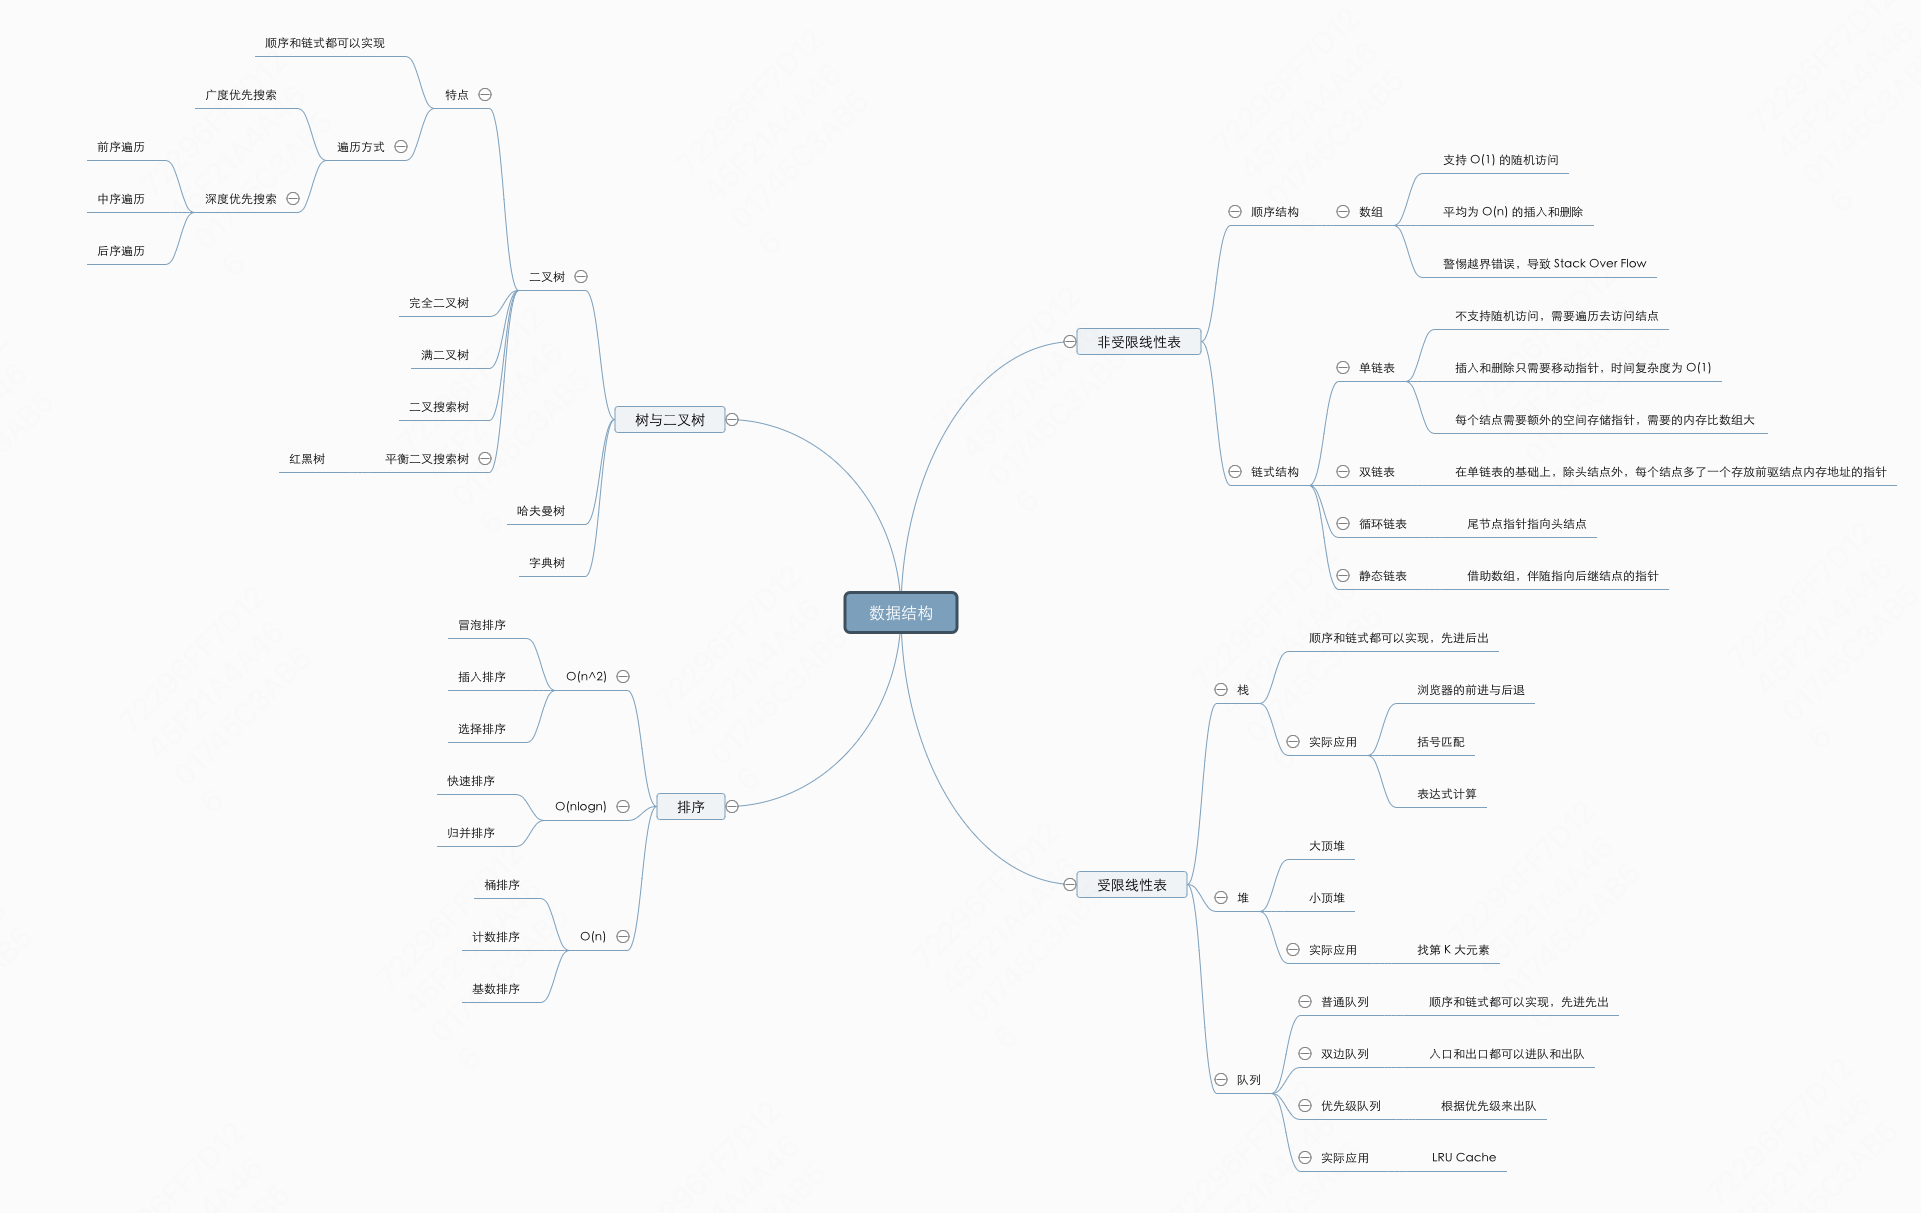 数据结构
非受限线性表
顺序结构
数组
支持 O(1) 的随机访问
平均为 O(n) 的插入和删除
警惕越界错误，导致 Stack Over Flow
链式结构
单链表
不支持随机访问，需要遍历去访问结点
插入和删除只需要移动指针，时间复杂度为 O(1)
每个结点需要额外的空间存储指针，需要的内存比数组大
双链表
在单链表的基础上，除头结点外，每个结点多了一个存放前驱结点内存地址的指针
循环链表
尾节点指针指向头结点
静态链表
借助数组，伴随指向后继结点的指针
受限线性表
栈
顺序和链式都可以实现，先进后出
实际应用
浏览器的前进与后退
括号匹配
表达式计算
堆
大顶堆
小顶堆
实际应用
找第 K 大元素
队列
普通队列
顺序和链式都可以实现，先进先出
双边队列
入口和出口都可以进队和出队
优先级队列
根据优先级来出队
实际应用
LRU Cache
树与二叉树
二叉树
特点
顺序和链式都可以实现
遍历方式
广度优先搜索
深度优先搜索
前序遍历
中序遍历
后序遍历
完全二叉树
满二叉树
二叉搜索树
平衡二叉搜索树
红黑树
哈夫曼树
字典树
排序
O(n^2)
冒泡排序
插入排序
选择排序
O(nlogn)
快速排序
归并排序
O(n)
桶排序
计数排序
基数排序